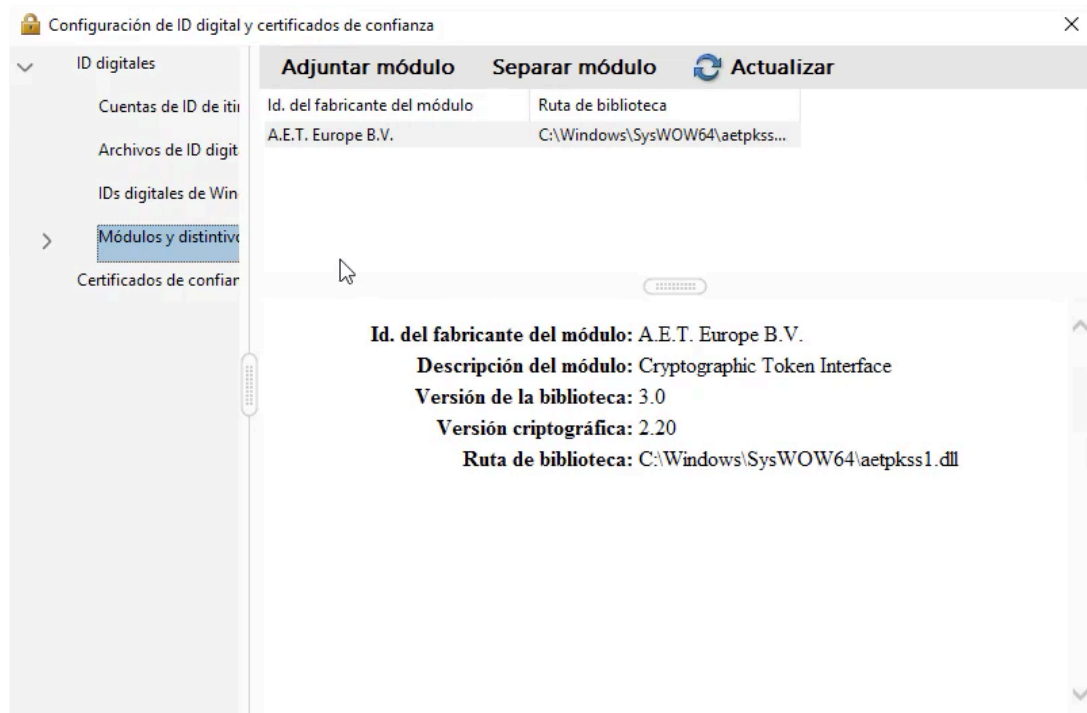 Configuración de ID digital y certificados de confianza
ID digitales
Cuentas de ID de iti
Archivos de ID digit
IDs digitales de Win
Módulos y distintivo
Certificados de confiar
Adjuntar módulo Separar módulo Actualizar
Id. del fabricante del módulo Ruta de biblioteca
A.E.T. Europe B.V. C:\Windows\SysWOW64\aetpkss...
Id. del fabricante del módulo: A.E.T. Europe B.V.
Descripción del módulo: Cryptographic Token Interface
Versión de la biblioteca: 3.0
Versión criptográfica: 2.20
Ruta de biblioteca: C:\Windows\SysWOW64\aetpkss1.dll